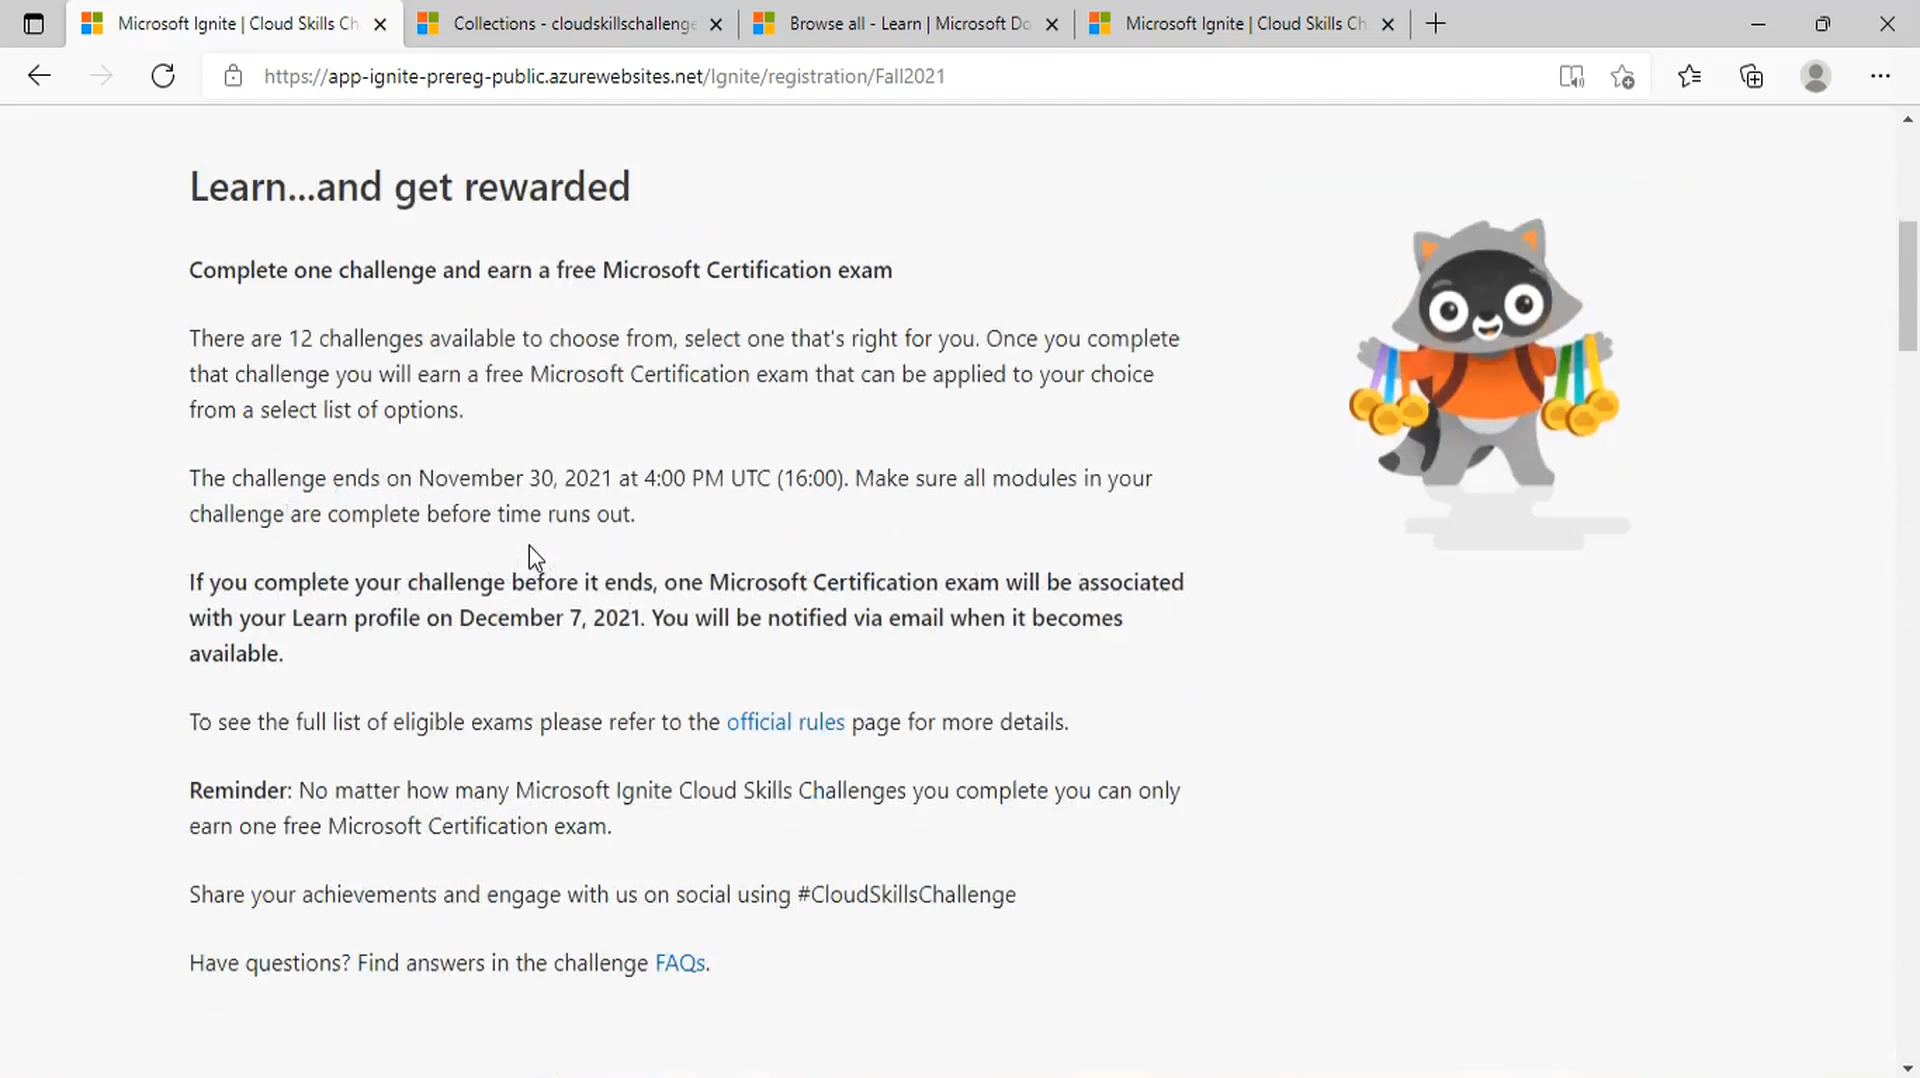 Microsoft Ignite | Cloud Skills Ch
Collections - cloudskillschallenge
Browse all - Learn | Microsoft Do
Microsoft Ignite | Cloud Skills Ch
https://app-ignite-prereq-public.azurewebsites.net/Ignite/registration/Fall2021
Learn...and get rewarded
Complete one challenge and earn a free Microsoft Certification exam
There are 12 challenges available to choose from, select one that's right for you. Once you complete
that challenge you will earn a free Microsoft Certification exam that can be applied to your choice
from a select list of options.
The challenge ends on November 30, 2021 at 4:00 PM UTC (16:00). Make sure all modules in your
challenge are complete before time runs out.
If you complete your challenge before it ends, one Microsoft Certification exam will be associated
with your Learn profile on December 7, 2021. You will be notified via email when it becomes
available.
To see the full list of eligible exams please refer to the official rules page for more details.
Reminder: No matter how many Microsoft Ignite Cloud Skills Challenges you complete you can only
earn one free Microsoft Certification exam.
Share your achievements and engage with us on social using #CloudSkillsChallenge
Have questions? Find answers in the challenge FAQs.